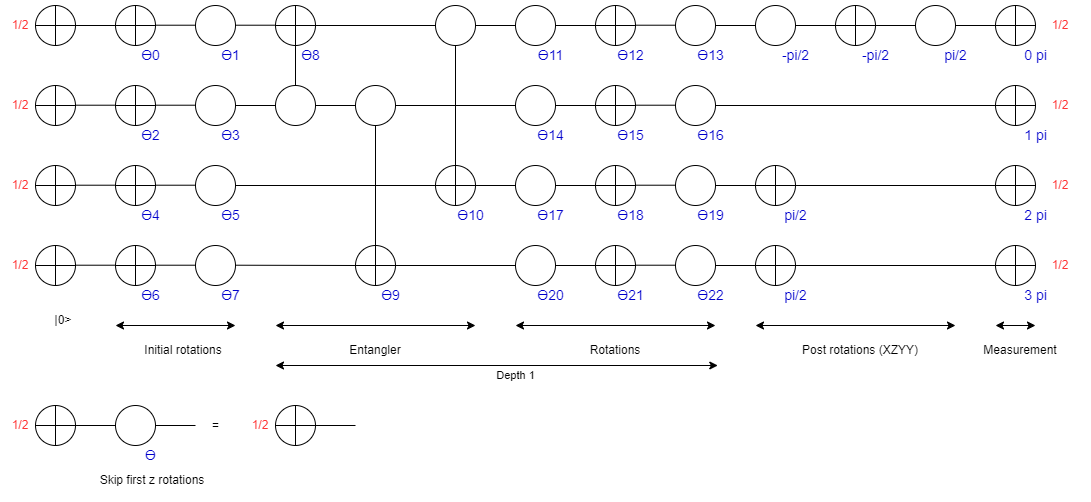 1/2 1/2
ϴ0 ϴ1 ϴ8 ϴ11 ϴ12 ϴ13 -pi/2 -pi/2 pi/2 0 pi
1/2 1/2
ϴ2 ϴ3 ϴ14 ϴ15 ϴ16 1 pi
1/2 1/2
ϴ4 ϴ5 ϴ10 ϴ17 ϴ18 ϴ19 pi/2 2 pi
1/2 1/2
ϴ6 ϴ7 ϴ9 ϴ20 ϴ21 ϴ22 pi/2 3 pi
|0>
Initial rotations Entangler Rotations Post rotations (XZYY) Measurement
Depth 1
1/2 = 1/2
ϴ
Skip first z rotations